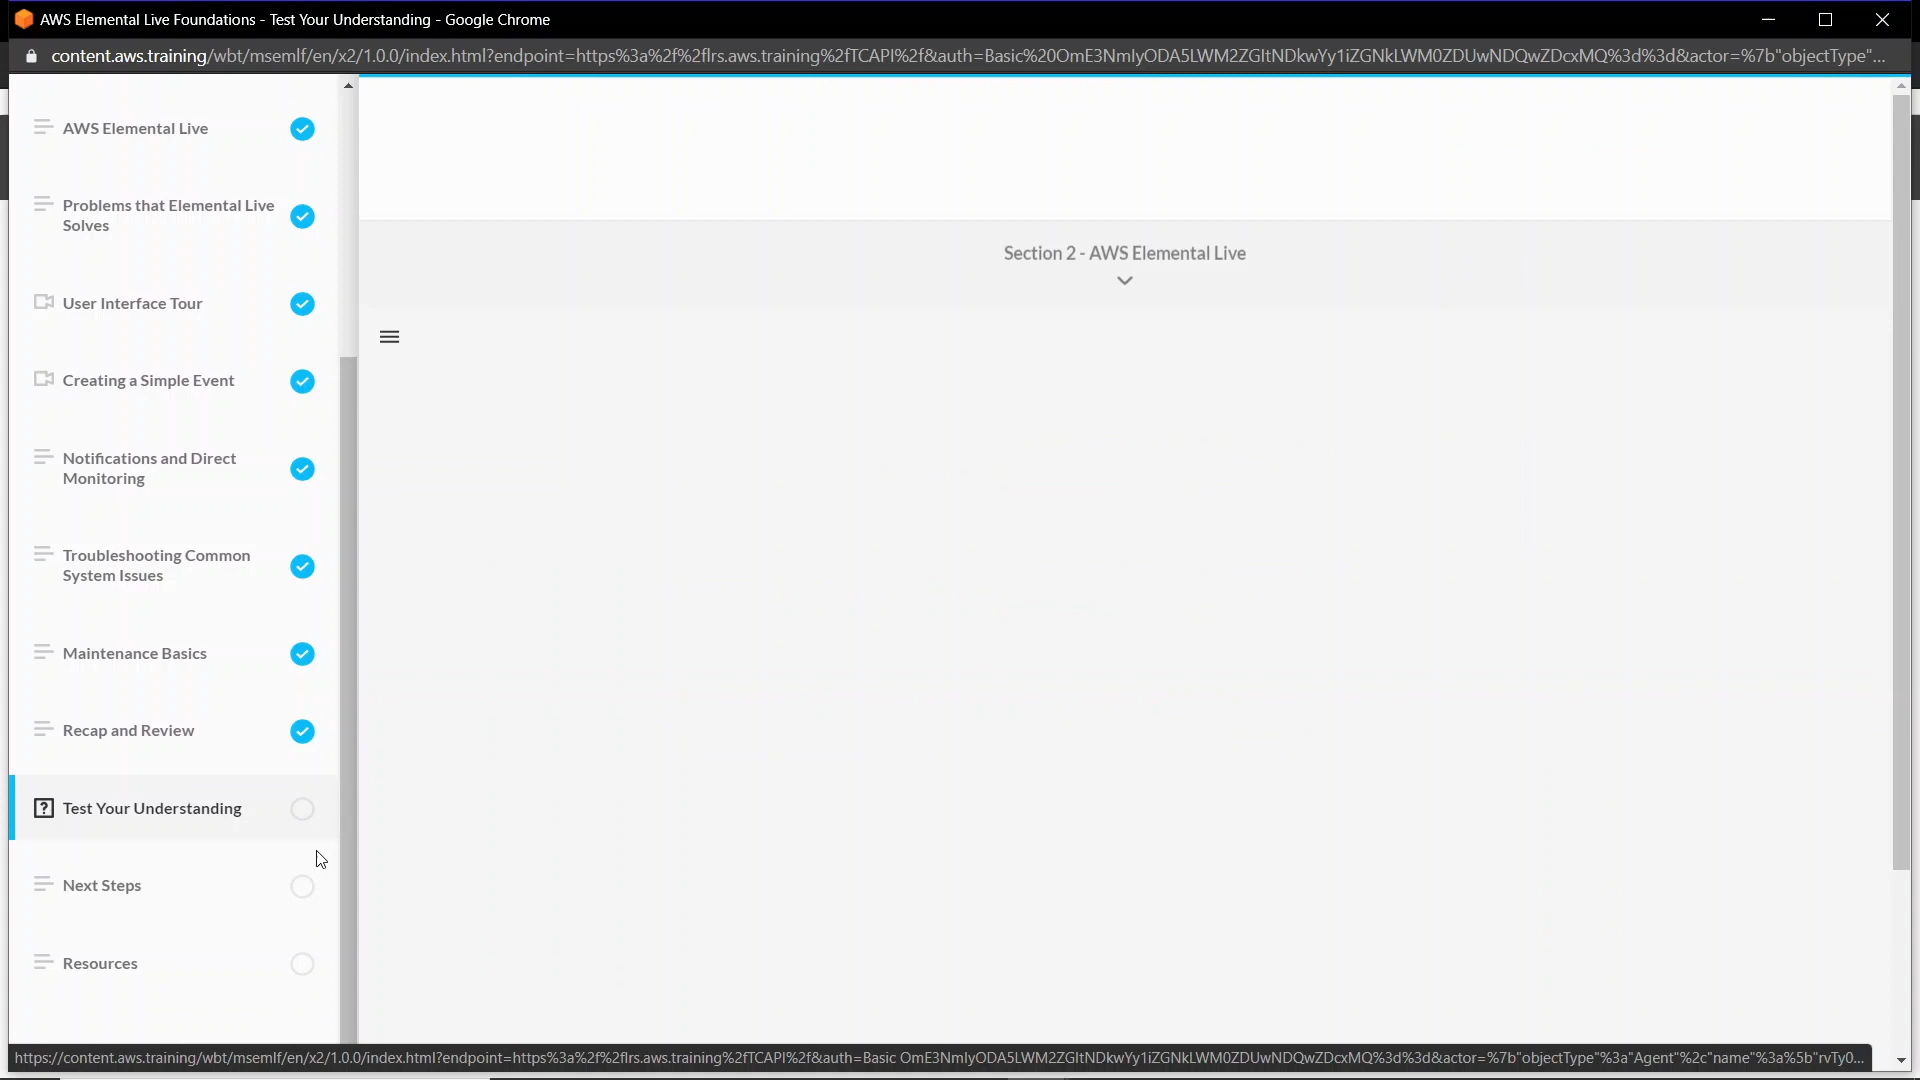 AWS Elemental Live Foundations - Test Your Understanding - Google Chrome
content.aws.training/wbt/msemlf/en/x2/1.0.0/index.html?endpoint=https%3a%2f%2flrs.aws.training%2fTCAPI%2f&auth=Basic%20OmE3NmIyODA5LWM2ZGItNDkwYy1iZGNkLWM0ZDUwNDQwZDcxMQ%3d%3d&actor=%7b"objectType"...
AWS Elemental Live
Problems that Elemental Live
Solves
User Interface Tour
Creating a Simple Event
Notifications and Direct
Monitoring
Troubleshooting Common
System Issues
Maintenance Basics
Recap and Review
Test Your Understanding
Next Steps
Resources
Section 2 - AWS Elemental Live
https://content.aws.training/wbt/msemlf/en/x2/1.0.0/index.html?endpoint=https%3a%2f%2flrs.aws.training%2fTCAPI%2f&auth=Basic OmE3NmIyODA5LWM2ZGItNDkwYy1iZGNkLWM0ZDUwNDQwZDcxMQ%3d%3d&actor=%7b"objectType"%3a"Agent"%2c"name"%3a%5b"rvTy0...